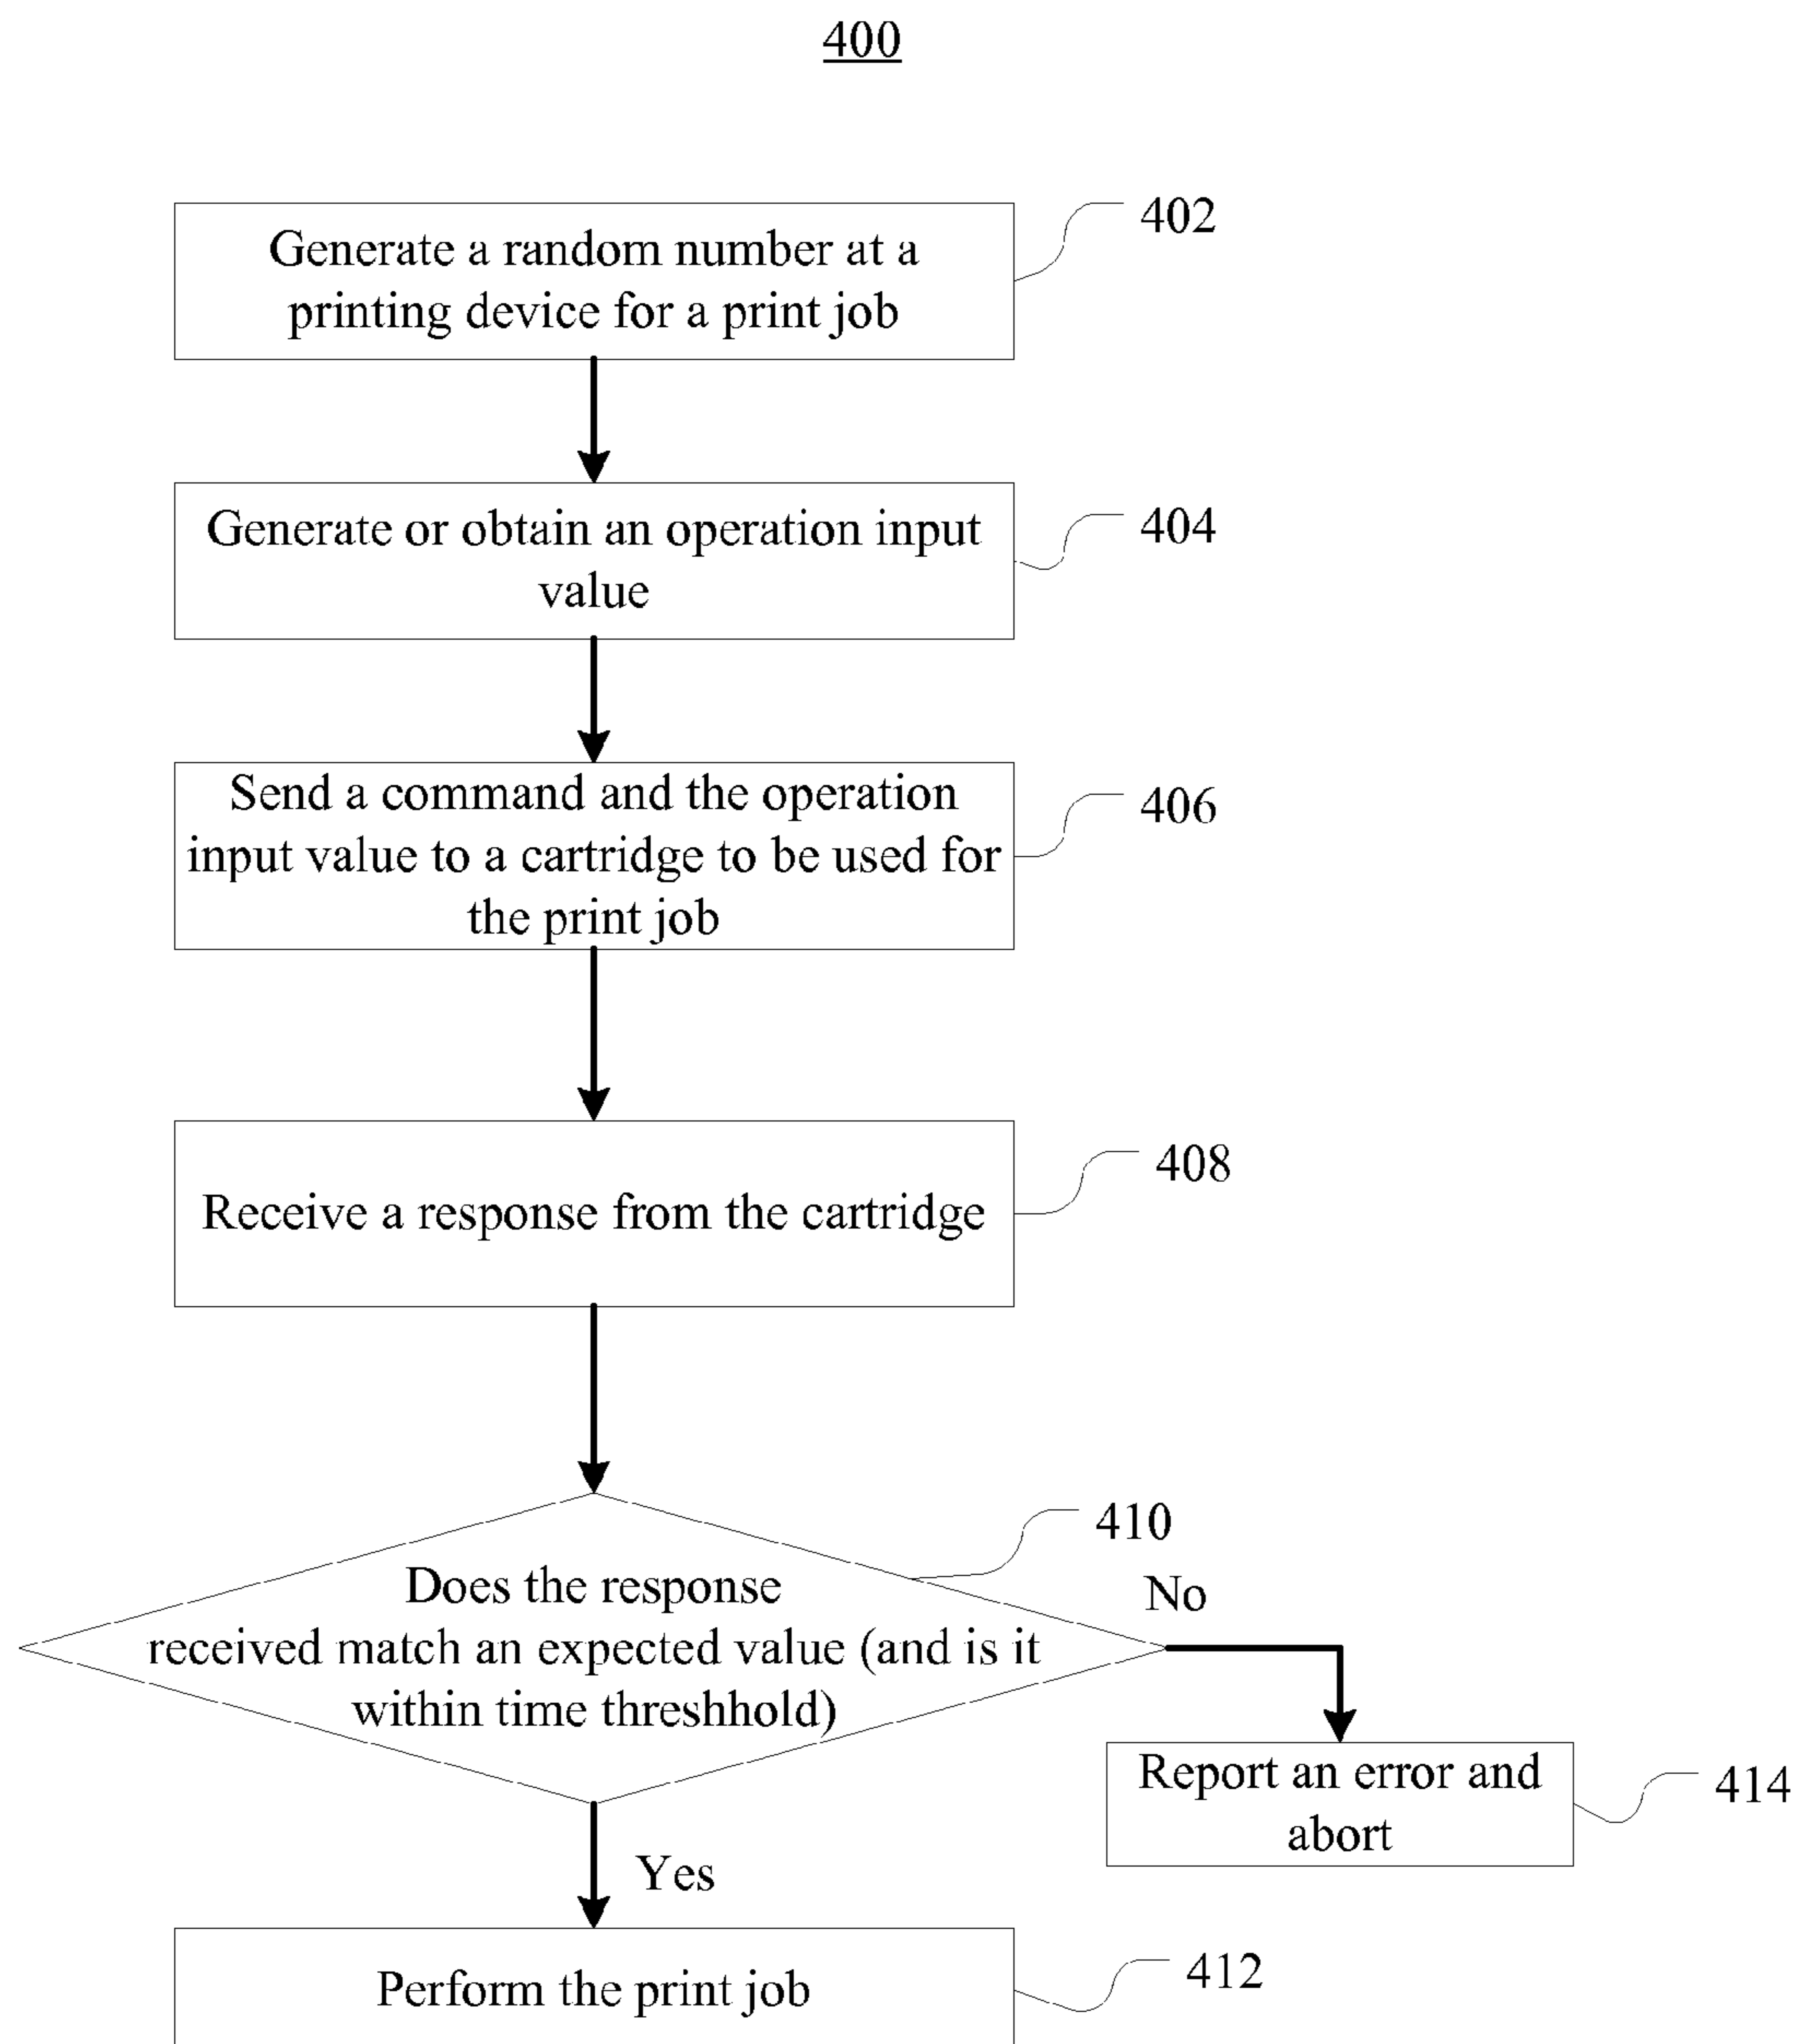 400
402
Generate a random number at a
printing device for a print job
404
Generate or obtain an operation input
value
406
Send a command and the operation
input value to a cartridge to be used for
the print job
408
Receive a response from the cartridge
410
Does the response
received match an expected value (and is it
within time threshhold)
No
Report an error and
abort
414
Yes
Perform the print job
412